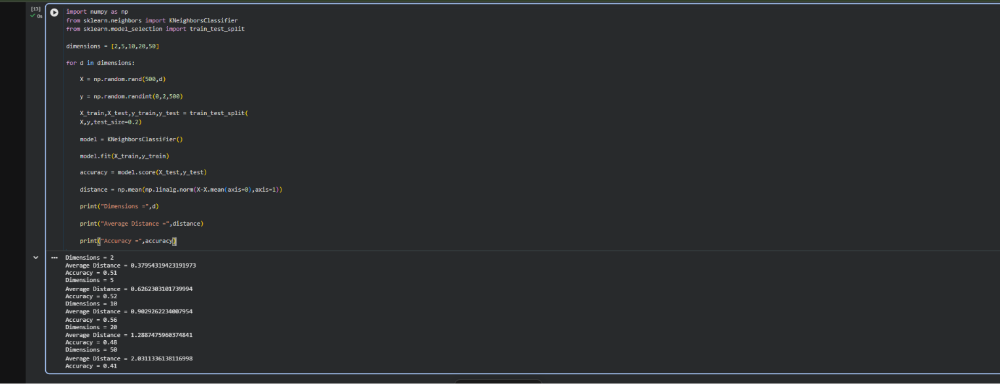 [13]
0s
import numpy as np
from sklearn.neighbors import KNeighborsClassifier
from sklearn.model_selection import train_test_split
dimensions = [2,5,10,20,50]
for d in dimensions:
X = np.random.rand(500,d)
y = np.random.randint(0,2,500)
X_train,X_test,y_train,y_test = train_test_split(
X,y,test_size=0.2)
model = KNeighborsClassifier()
model.fit(X_train,y_train)
accuracy = model.score(X_test,y_test)
distance = np.mean(np.linalg.norm(X-X.mean(axis=0),axis=1))
print("Dimensions =",d)
print("Average Distance =",distance)
print("Accuracy =",accuracy)
Dimensions = 2
Average Distance = 0.37954319423191973
Accuracy = 0.51
Dimensions = 5
Average Distance = 0.6262303101739994
Accuracy = 0.52
Dimensions = 10
Average Distance = 0.9029262234007954
Accuracy = 0.56
Dimensions = 20
Average Distance = 1.2887475960374841
Accuracy = 0.48
Dimensions = 50
Average Distance = 2.0311336138116998
Accuracy = 0.41